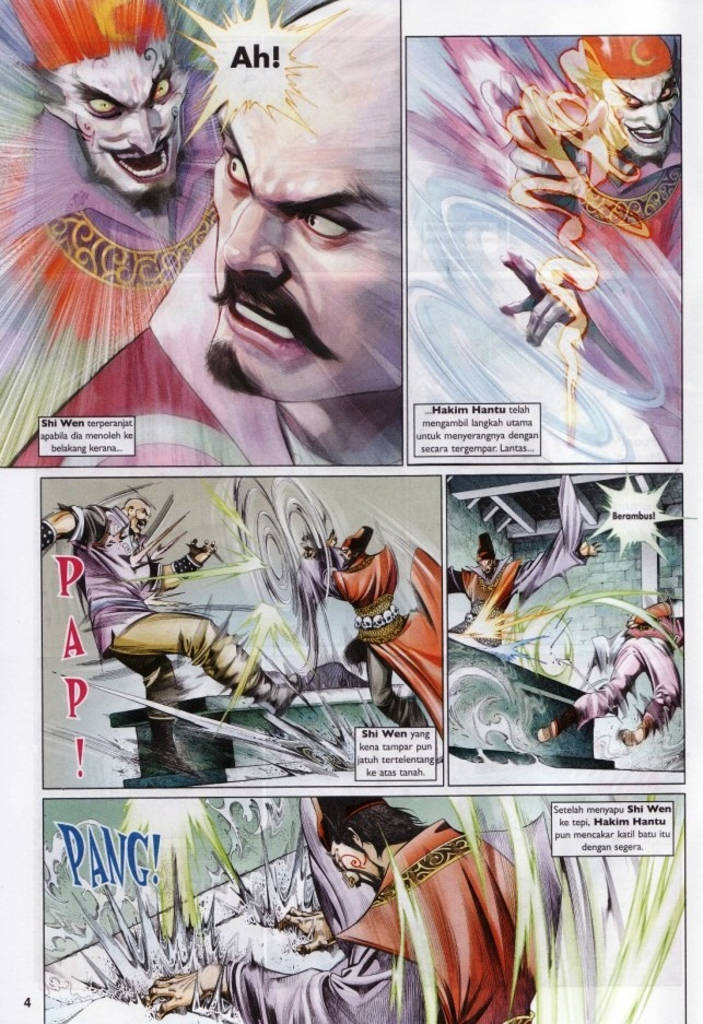 Ah!
Shi Wen terperanjat
apabila dia menoleh ke
belakang kerana...
...Hakim Hantu telah
mengambil langkah utama
untuk menyerangnya dengan
secara tergempar. Lantas...
PAP!
Shi Wen yang
kena tampar pun
jatuh tertelentang
ke atas tanah.
Berambus!
PANG!
Setelah menyapu Shi Wen
ke tepi, Hakim Hantu
pun mencakar katil batu itu
dengan segera.
4